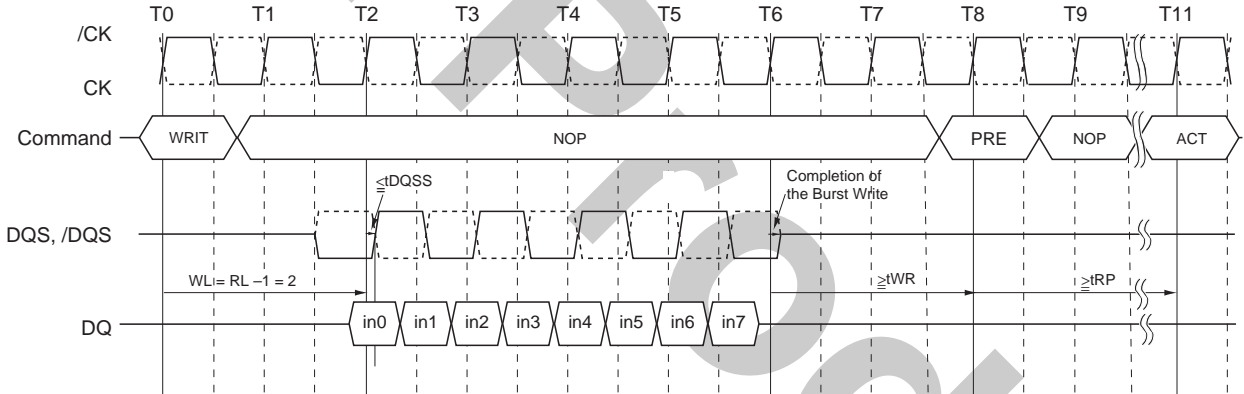 T0 T1 T2 T3 T4 T5 T6 T7 T8 T9 T11
/CK
CK
Command WRIT NOP PRE NOP ACT
≤tDQSS
Completion of
the Burst Write
DQS, /DQS
WL = RL –1 = 2 ≥tWR ≥tRP
DQ in0 in1 in2 in3 in4 in5 in6 in7